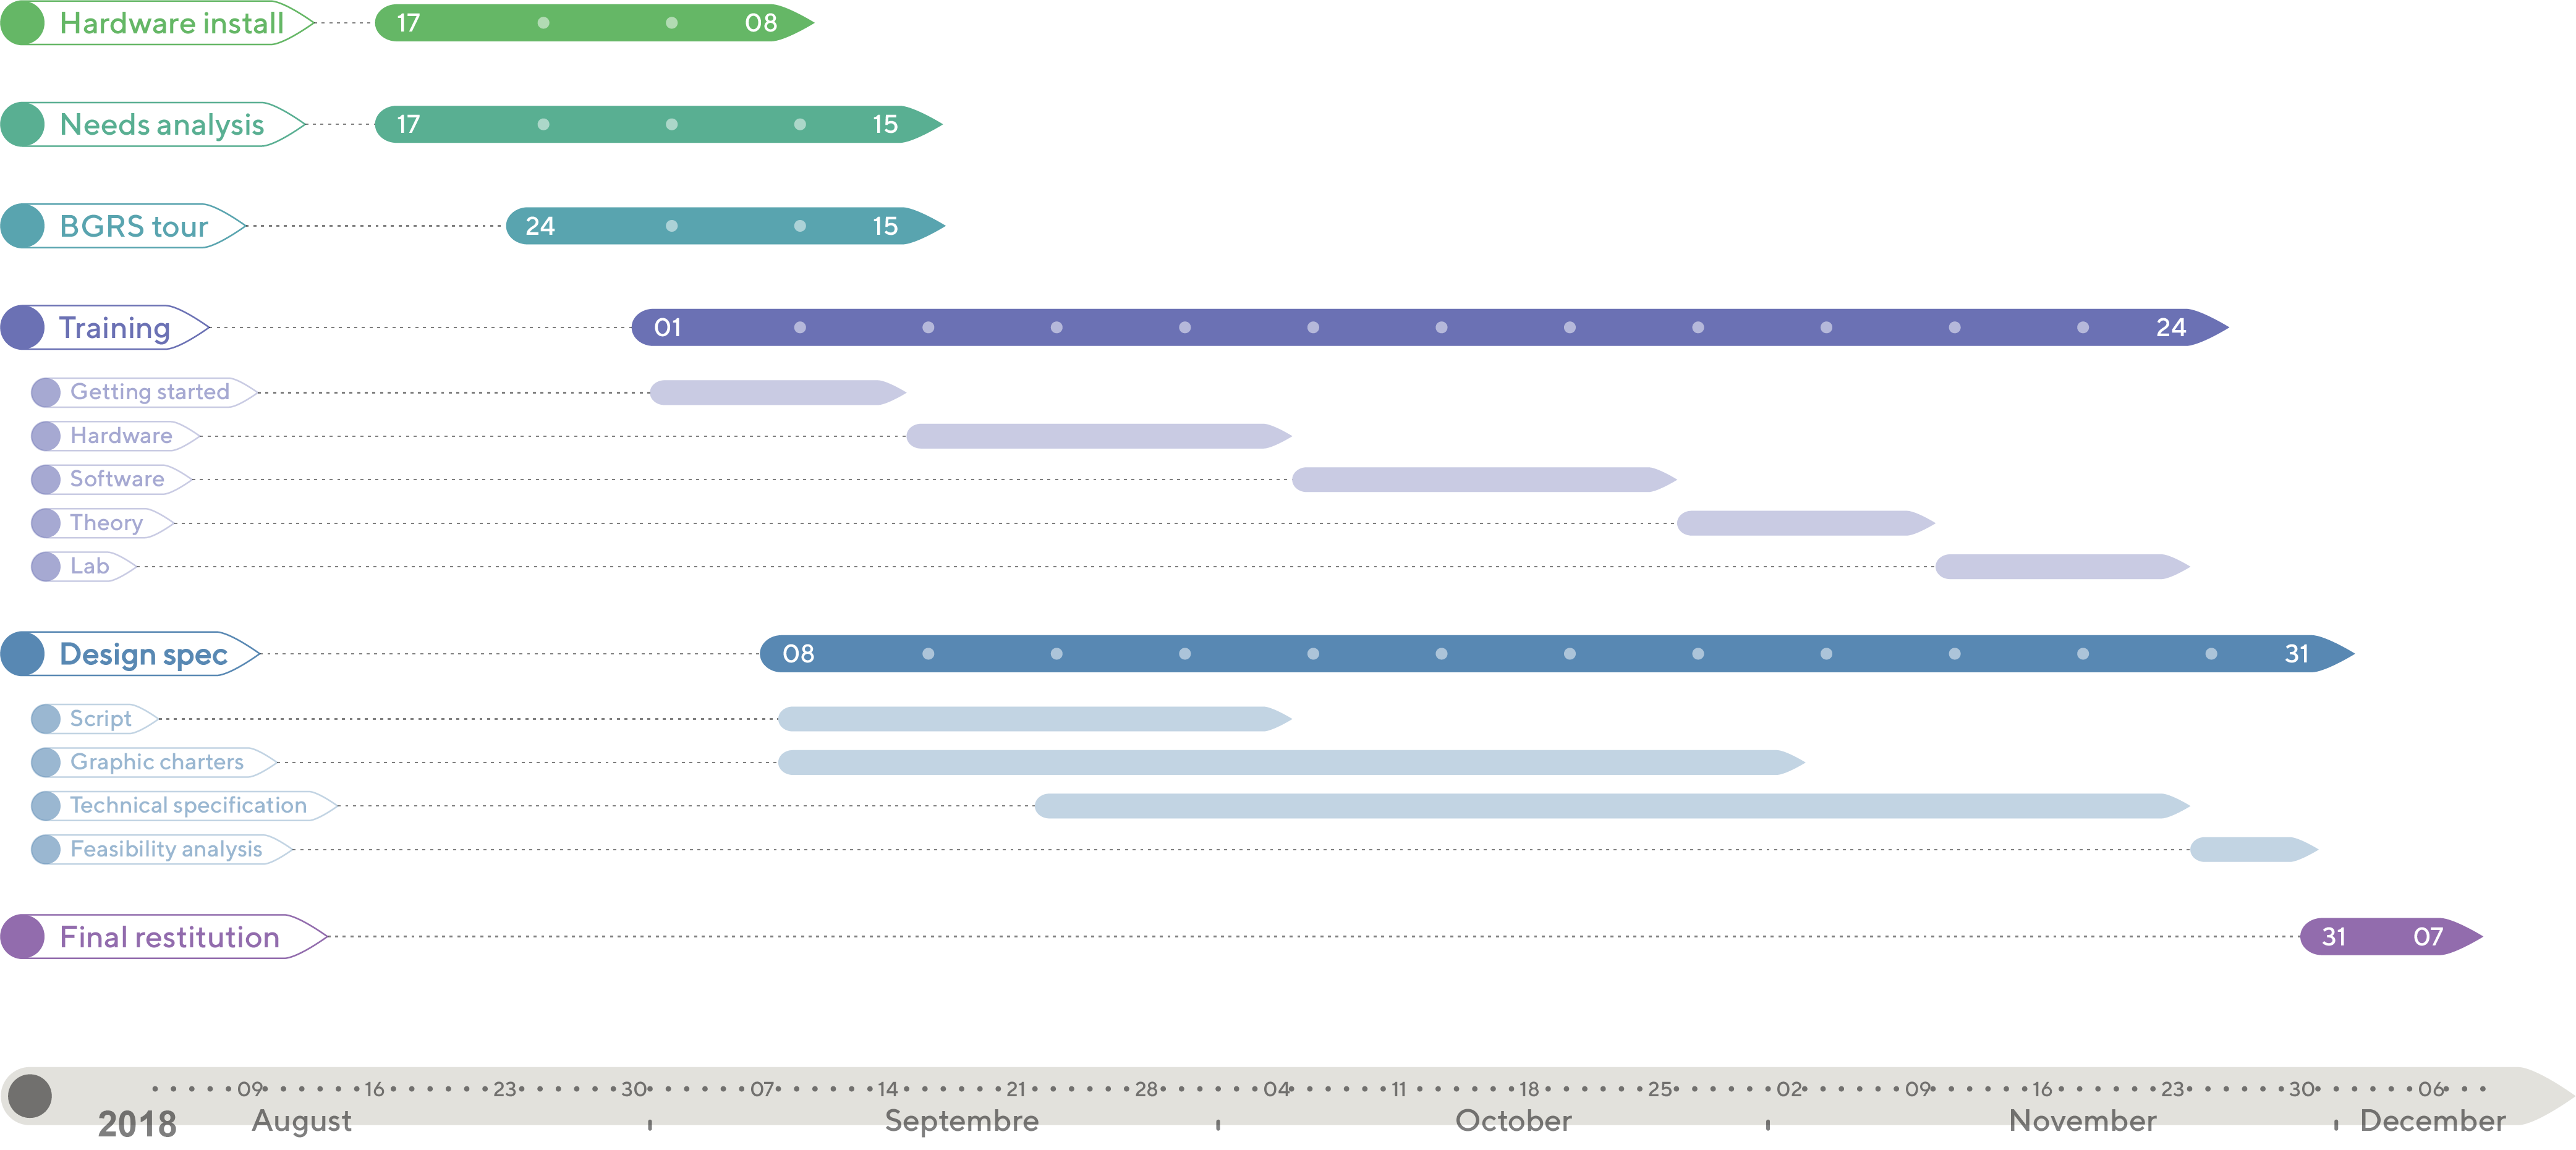 Hardware install 17 08
Needs analysis 17 15
BGRS tour 24 15
Training 01 24
Getting started
Hardware
Software
Theory
Lab
Design spec 08 31
Script
Graphic charters
Technical specification
Feasibility analysis
Final restitution 31 07
09 16 23 30 07 14 21 28 04 11 18 25 02 09 16 23 30 06
2018 August Septembre October November December